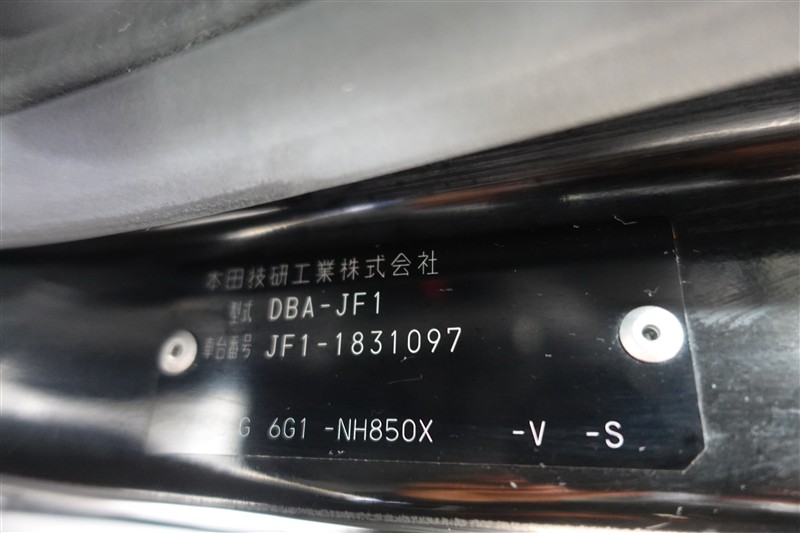 本田技研工業株式会社
型式 DBA-JF1
車台番号 JF1-1831097
G 6G1 -NH850X -V -S